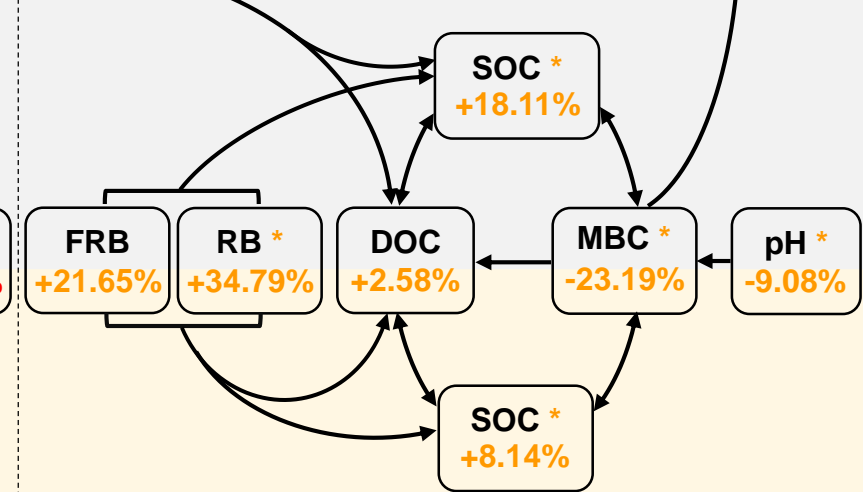 SOC *
+18.11%
FRB
+21.65%
RB *
+34.79%
DOC
+2.58%
MBC *
-23.19%
pH *
-9.08%
SOC *
+8.14%